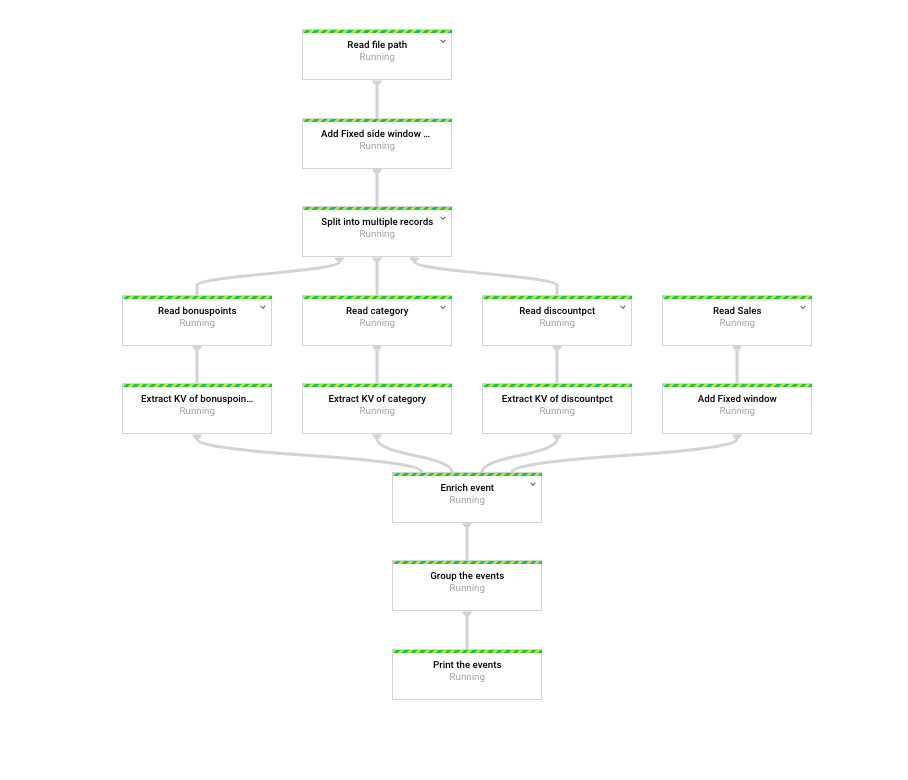 Read file path
Running
Add Fixed side window ...
Running
Split into multiple records
Running
Read bonuspoints
Running
Read category
Running
Read discountpct
Running
Read Sales
Running
Extract KV of bonuspoin...
Running
Extract KV of category
Running
Extract KV of discountpct
Running
Add Fixed window
Running
Enrich event
Running
Group the events
Running
Print the events
Running